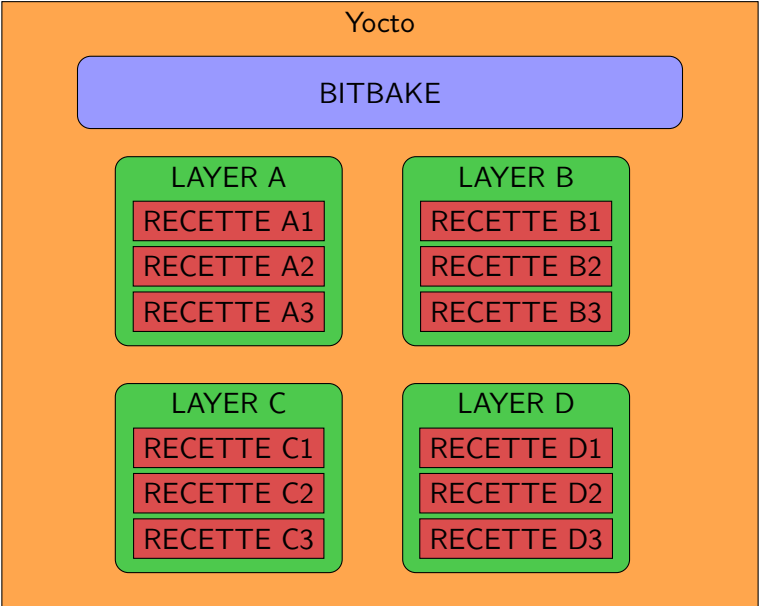 Yocto
BITBAKE
LAYER A
RECETTE A1
RECETTE A2
RECETTE A3
LAYER B
RECETTE B1
RECETTE B2
RECETTE B3
LAYER C
RECETTE C1
RECETTE C2
RECETTE C3
LAYER D
RECETTE D1
RECETTE D2
RECETTE D3